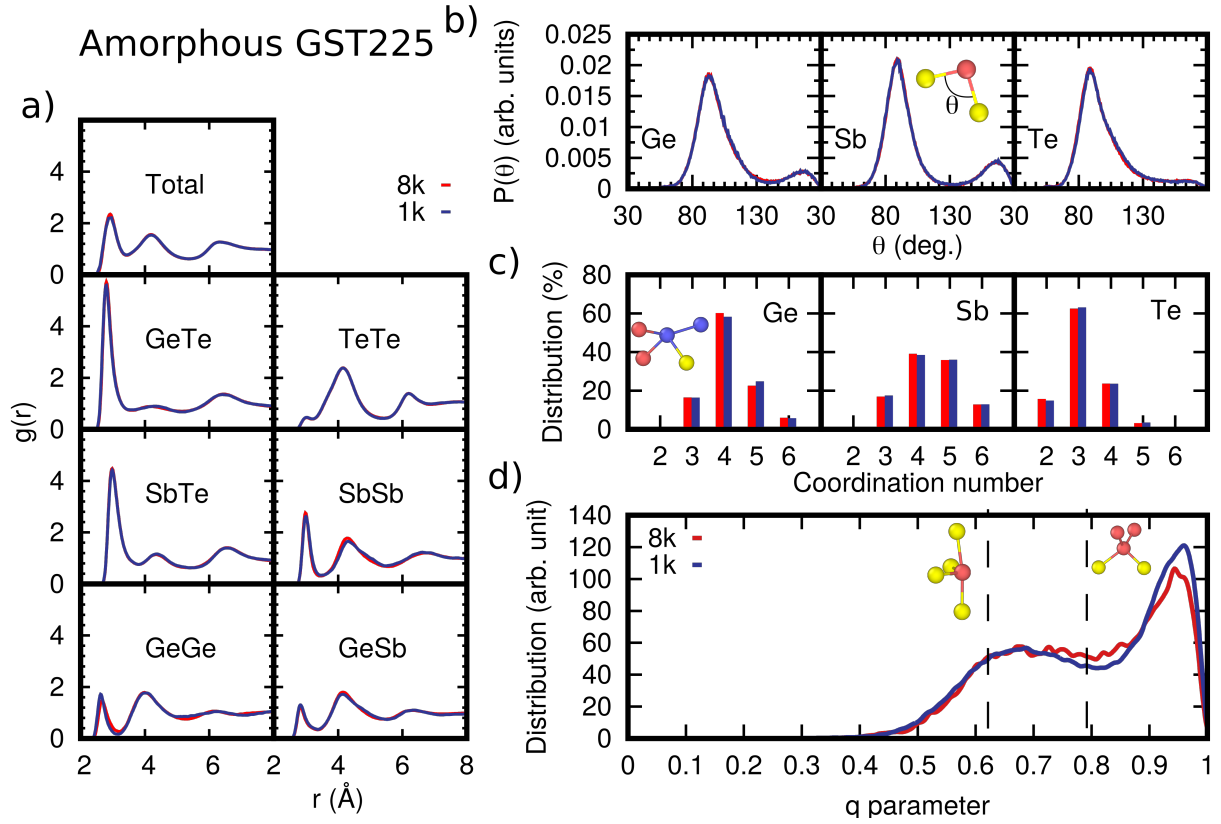 Amorphous GST225
a)
g(r)
4
2
0
Total
8k
1k
4
2
0
GeTe
TeTe
4
2
0
SbTe
SbSb
4
2
0
GeGe
GeSb
2 4 6 2 4 6 8
r (Å)
b)
P(θ) (arb. units)
0.025
0.02
0.015
0.01
0.005
0
Ge
Sb
θ
Te
30 80 130 30 80 130 30 80 130
θ (deg.)
c)
Distribution (%)
80
60
40
20
0
Ge
Sb
Te
2 3 4 5 6 2 3 4 5 6 2 3 4 5 6
Coordination number
d)
Distribution (arb. unit)
140
120
100
80
60
40
20
0
8k
1k
0 0.1 0.2 0.3 0.4 0.5 0.6 0.7 0.8 0.9 1
q parameter